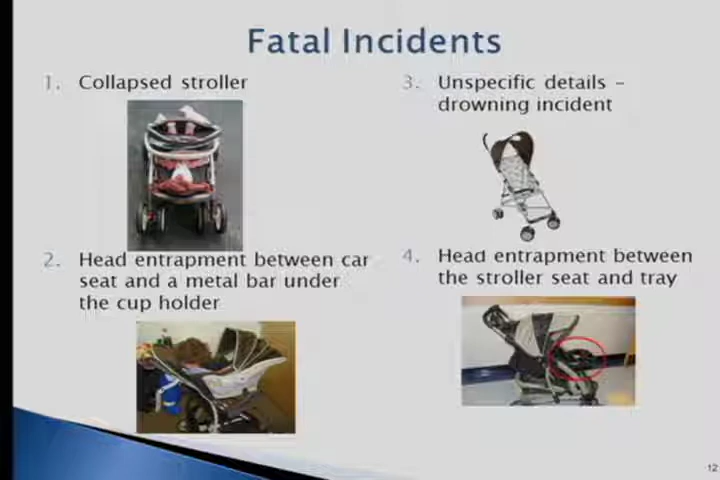 Fatal Incidents
1. Collapsed stroller
2. Head entrapment between car
seat and a metal bar under
the cup holder
3. Unspecific details –
drowning incident
4. Head entrapment between
the stroller seat and tray
12